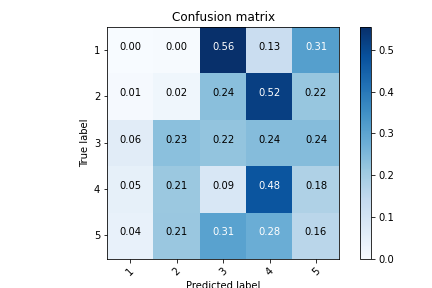 Confusion matrix
1 0.00 0.00 0.56 0.13 0.31
2 0.01 0.02 0.24 0.52 0.22
3 0.06 0.23 0.22 0.24 0.24
4 0.05 0.21 0.09 0.48 0.18
5 0.04 0.21 0.31 0.28 0.16
1 2 3 4 5
True label
Predicted label
0.5
0.4
0.3
0.2
0.1
0.0